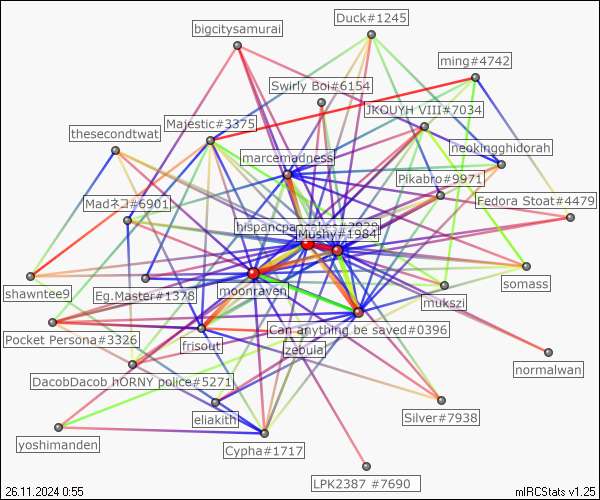 Duck#1245
bigcitysamurai
ming#4742
Swirly Boi#6154
JKOUYH VIII#7034
Majestic#3375
thesecondtwat
neokingghidorah
marcemadness
Pikabro#9971
Fedora Stoat#4479
Madネコ#6901
Mushy#1984
somass
moonraven
shawntee9
Eg.Master#1378
mukszi
Can anything be saved#0396
Pocket Persona#3326
frisout
zebula
normalwan
DacobDacob hORNY police#5271
eliakith
Silver#7938
yoshimanden
Cypha#1717
LPK2387 #7690
26.11.2024 0:55
mIRCStats v1.25